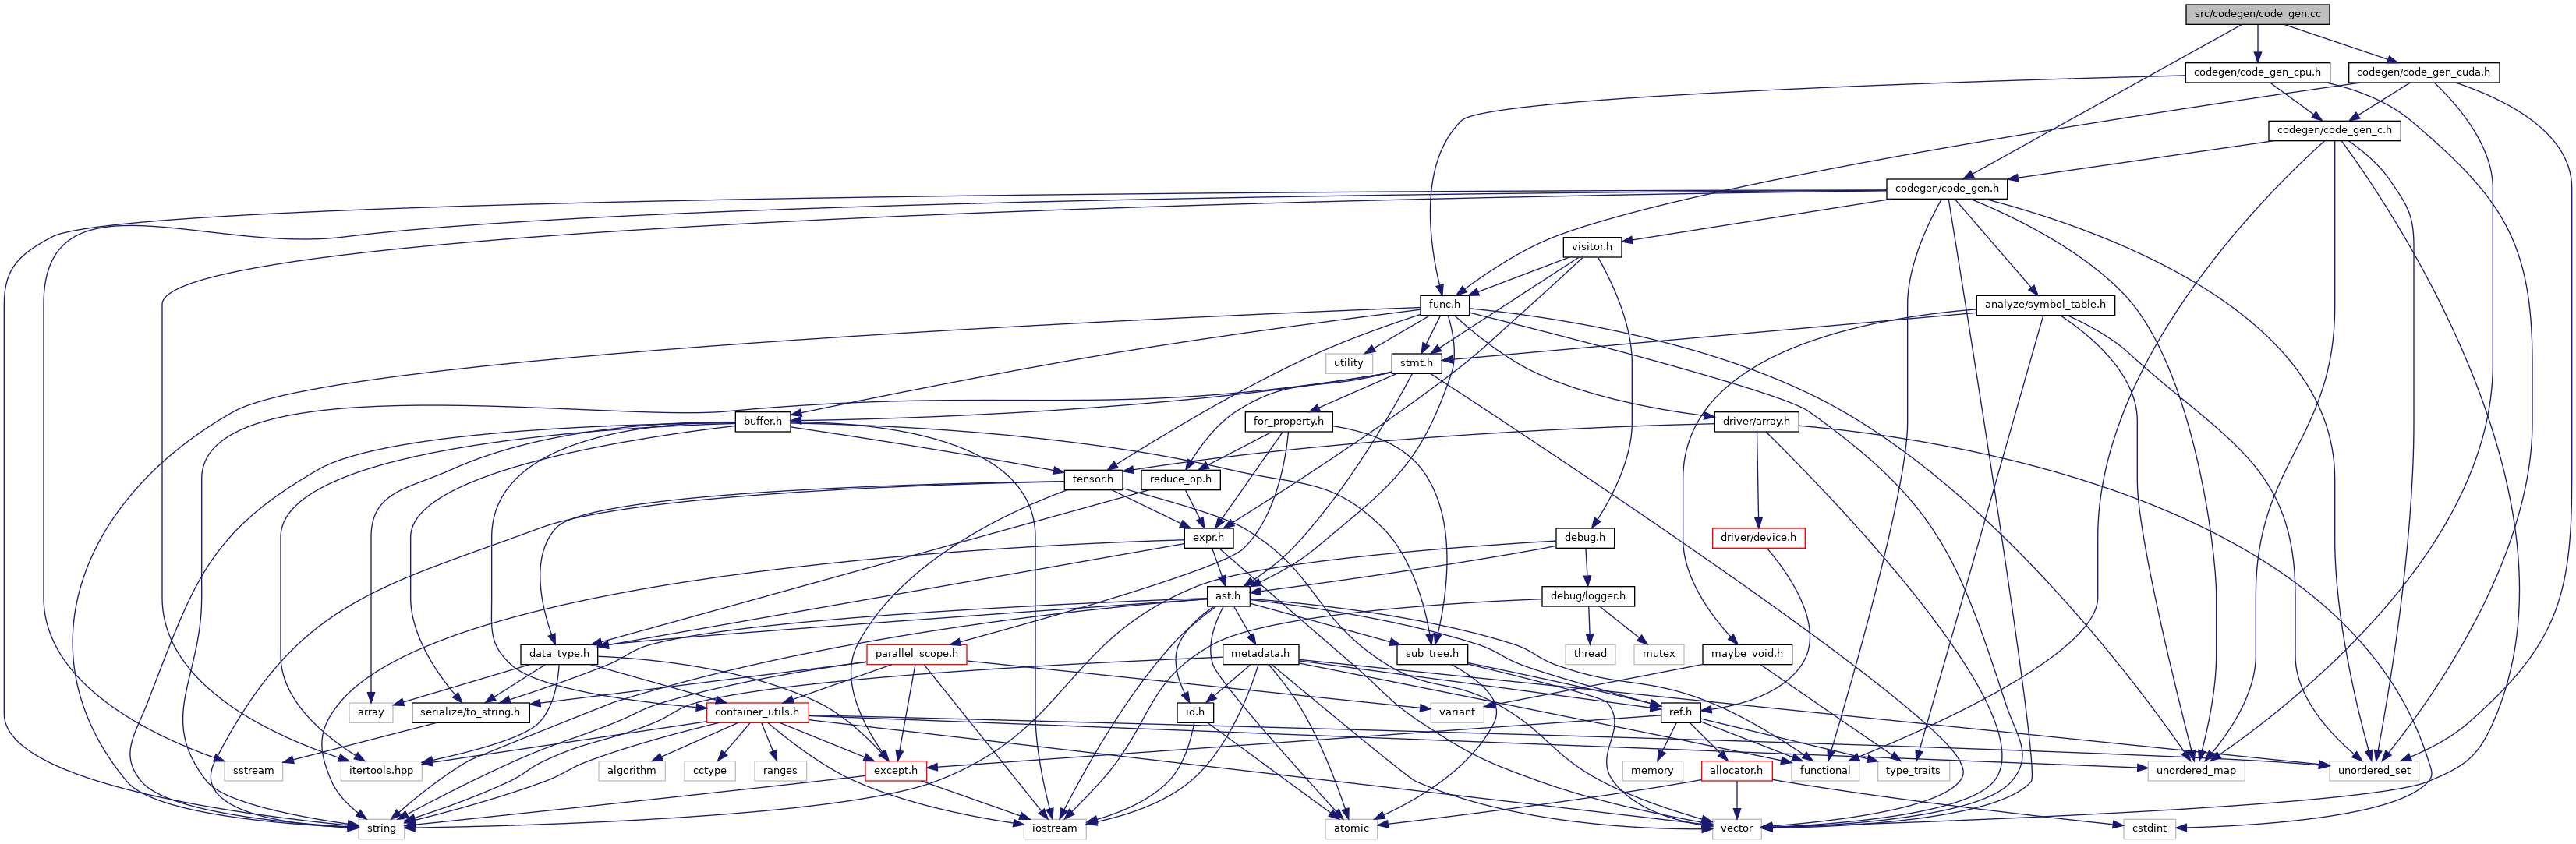 src/codegen/code_gen.cc
codegen/code_gen_cpu.h
codegen/code_gen_cuda.h
codegen/code_gen_c.h
codegen/code_gen.h
visitor.h
func.h
analyze/symbol_table.h
utility
stmt.h
buffer.h
for_property.h
driver/array.h
tensor.h
reduce_op.h
expr.h
debug.h
driver/device.h
ast.h
debug/logger.h
data_type.h
parallel_scope.h
metadata.h
sub_tree.h
thread
mutex
maybe_void.h
array
serialize/to_string.h
container_utils.h
id.h
variant
ref.h
sstream
itertools.hpp
algorithm
cctype
ranges
except.h
memory
allocator.h
functional
type_traits
unordered_map
unordered_set
string
iostream
atomic
vector
cstdint